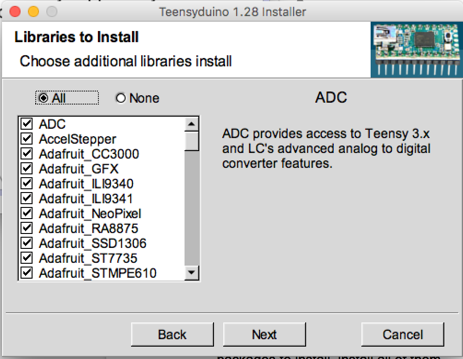 Teensyduino 1.28 Installer
Libraries to Install
Choose additional libraries install
All
None
ADC
AccelStepper
Adafruit_CC3000
Adafruit_GFX
Adafruit_ILI9340
Adafruit_ILI9341
Adafruit_NeoPixel
Adafruit_RA8875
Adafruit_SSD1306
Adafruit_ST7735
Adafruit_STMPE610
ADC
ADC provides access to Teensy 3.x
and LC's advanced analog to digital
converter features.
Back
Next
Cancel